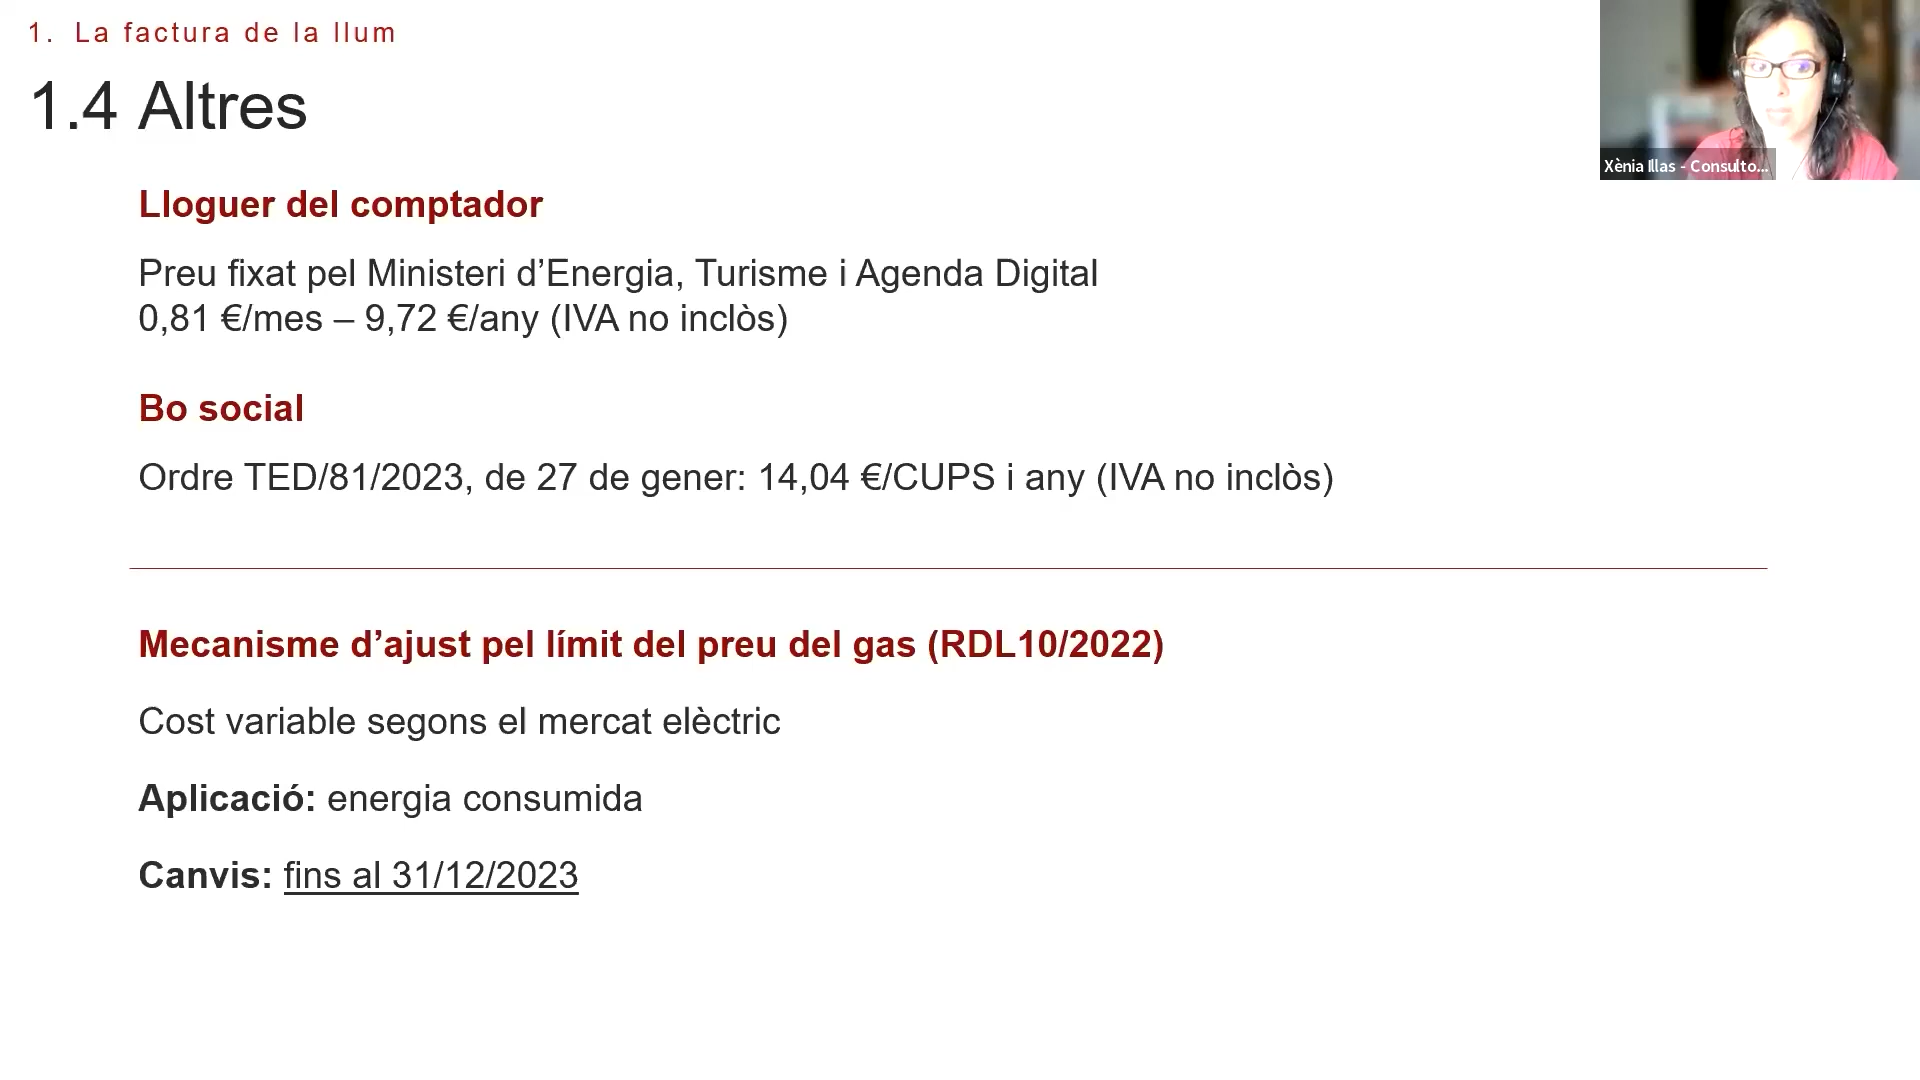 1. La factura de la llum
1.4 Altres
Xènia Illas - Consulto...
Lloguer del comptador
Preu fixat pel Ministeri d’Energia, Turisme i Agenda Digital
0,81 €/mes – 9,72 €/any (IVA no inclòs)
Bo social
Ordre TED/81/2023, de 27 de gener: 14,04 €/CUPS i any (IVA no inclòs)
Mecanisme d’ajust pel límit del preu del gas (RDL10/2022)
Cost variable segons el mercat elèctric
Aplicació: energia consumida
Canvis: fins al 31/12/2023